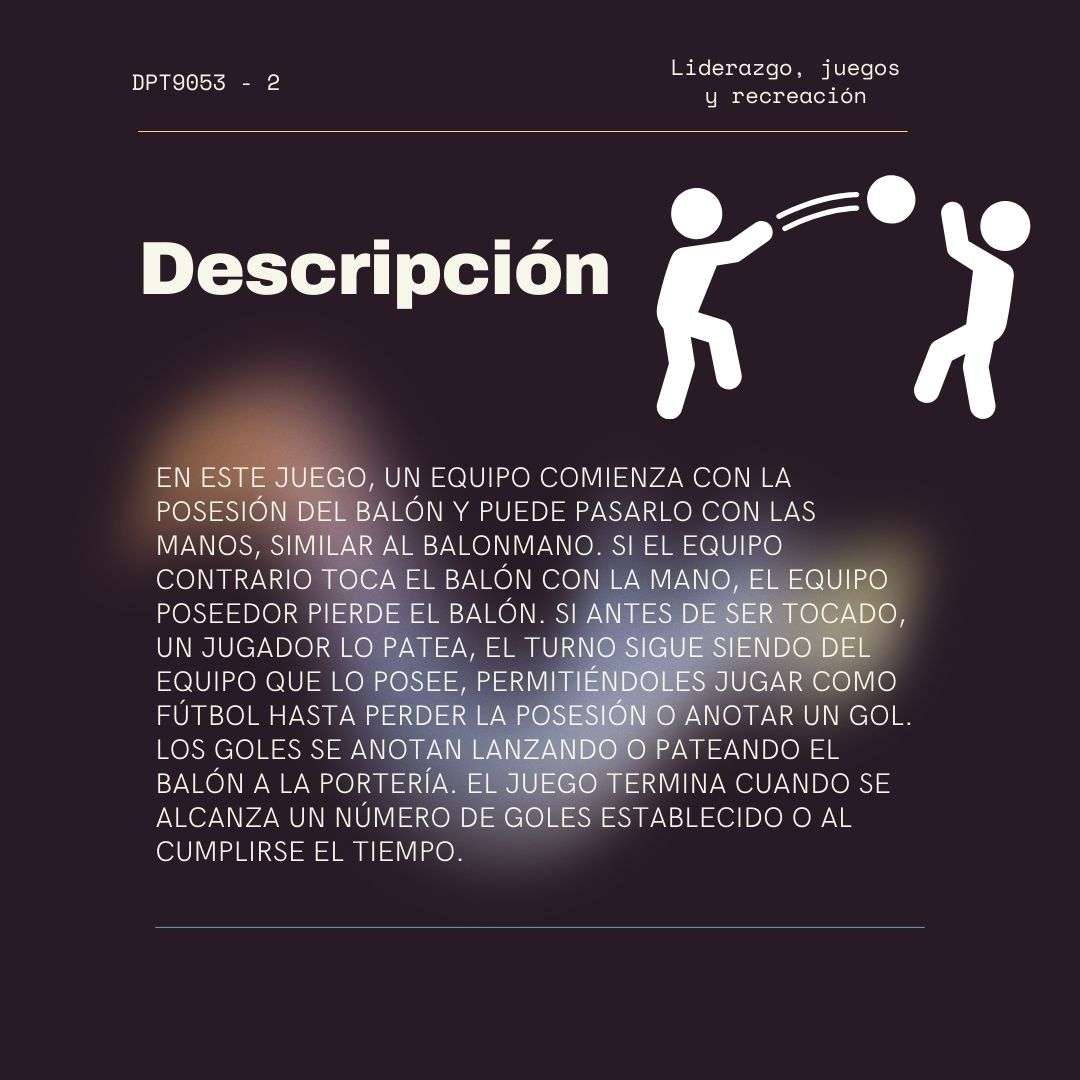 DPT9053 - 2
Liderazgo, juegos
y recreación
Descripción
EN ESTE JUEGO, UN EQUIPO COMIENZA CON LA
POSESIÓN DEL BALÓN Y PUEDE PASARLO CON LAS
MANOS, SIMILAR AL BALONMANO. SI EL EQUIPO
CONTRARIO TOCA EL BALÓN CON LA MANO, EL EQUIPO
POSEEDOR PIERDE EL BALÓN. SI ANTES DE SER TOCADO,
UN JUGADOR LO PATEA, EL TURNO SIGUE SIENDO DEL
EQUIPO QUE LO POSEE, PERMITIÉNDOLES JUGAR COMO
FÚTBOL HASTA PERDER LA POSESIÓN O ANOTAR UN GOL.
LOS GOLES SE ANOTAN LANZANDO O PATEANDO EL
BALÓN A LA PORTERÍA. EL JUEGO TERMINA CUANDO SE
ALCANZA UN NÚMERO DE GOLES ESTABLECIDO O AL
CUMPLIRSE EL TIEMPO.